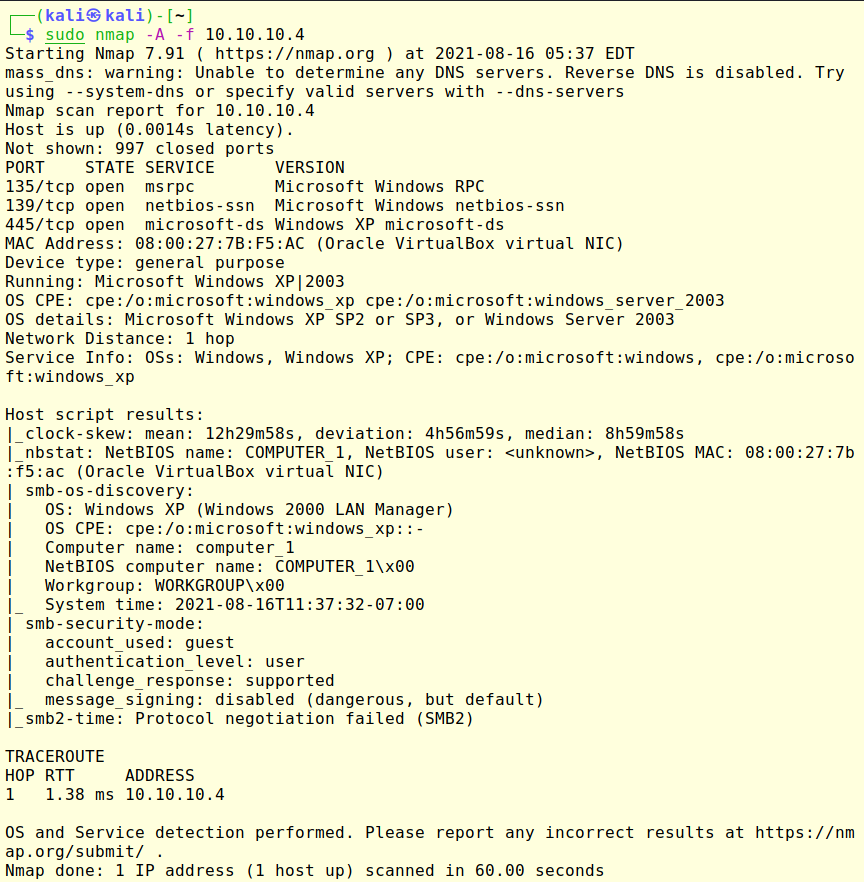 ┌──(kali㉿kali)-[~]
└─$ sudo nmap -A -f 10.10.10.4
Starting Nmap 7.91 ( https://nmap.org ) at 2021-08-16 05:37 EDT
mass_dns: warning: Unable to determine any DNS servers. Reverse DNS is disabled. Try
using --system-dns or specify valid servers with --dns-servers
Nmap scan report for 10.10.10.4
Host is up (0.0014s latency).
Not shown: 997 closed ports
PORT    STATE SERVICE      VERSION
135/tcp open  msrpc        Microsoft Windows RPC
139/tcp open  netbios-ssn  Microsoft Windows netbios-ssn
445/tcp open  microsoft-ds Windows XP microsoft-ds
MAC Address: 08:00:27:7B:F5:AC (Oracle VirtualBox virtual NIC)
Device type: general purpose
Running: Microsoft Windows XP|2003
OS CPE: cpe:/o:microsoft:windows_xp cpe:/o:microsoft:windows_server_2003
OS details: Microsoft Windows XP SP2 or SP3, or Windows Server 2003
Network Distance: 1 hop
Service Info: OSs: Windows, Windows XP; CPE: cpe:/o:microsoft:windows, cpe:/o:microso
ft:windows_xp

Host script results:
|_clock-skew: mean: 12h29m58s, deviation: 4h56m59s, median: 8h59m58s
|_nbstat: NetBIOS name: COMPUTER_1, NetBIOS user: <unknown>, NetBIOS MAC: 08:00:27:7b
:f5:ac (Oracle VirtualBox virtual NIC)
| smb-os-discovery:
|   OS: Windows XP (Windows 2000 LAN Manager)
|   OS CPE: cpe:/o:microsoft:windows_xp::-
|   Computer name: computer_1
|   NetBIOS computer name: COMPUTER_1\x00
|   Workgroup: WORKGROUP\x00
|_  System time: 2021-08-16T11:37:32-07:00
| smb-security-mode:
|   account_used: guest
|   authentication_level: user
|   challenge_response: supported
|_  message_signing: disabled (dangerous, but default)
|_smb2-time: Protocol negotiation failed (SMB2)

TRACEROUTE
HOP RTT     ADDRESS
1   1.38 ms 10.10.10.4

OS and Service detection performed. Please report any incorrect results at https://nm
ap.org/submit/ .
Nmap done: 1 IP address (1 host up) scanned in 60.00 seconds